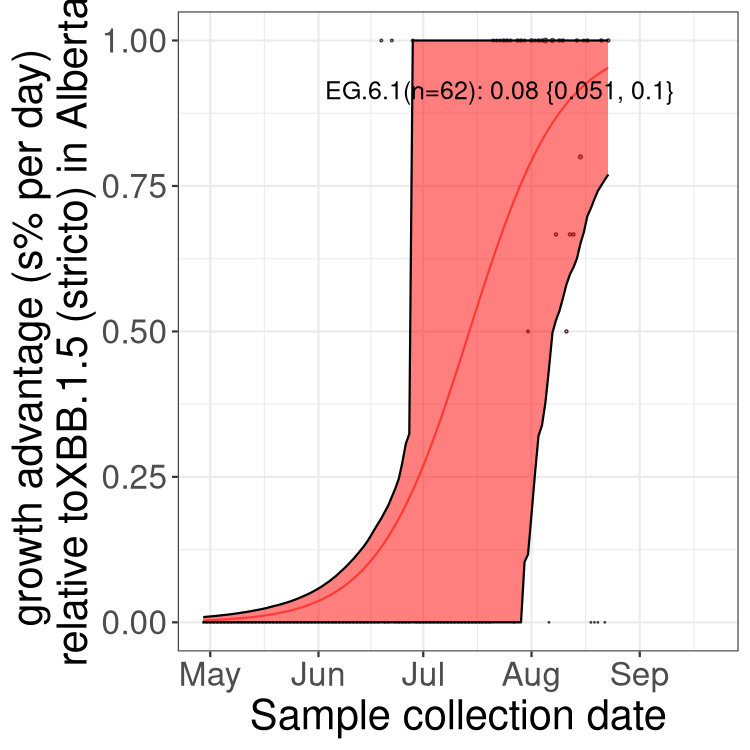 growth advantage (s% per day)
relative toXBB.1.5 (stricto) in Alberta
1.00
0.75
0.50
0.25
0.00
EG.6.1(n=62): 0.08 {0.051, 0.1}
May Jun Jul Aug Sep
Sample collection date